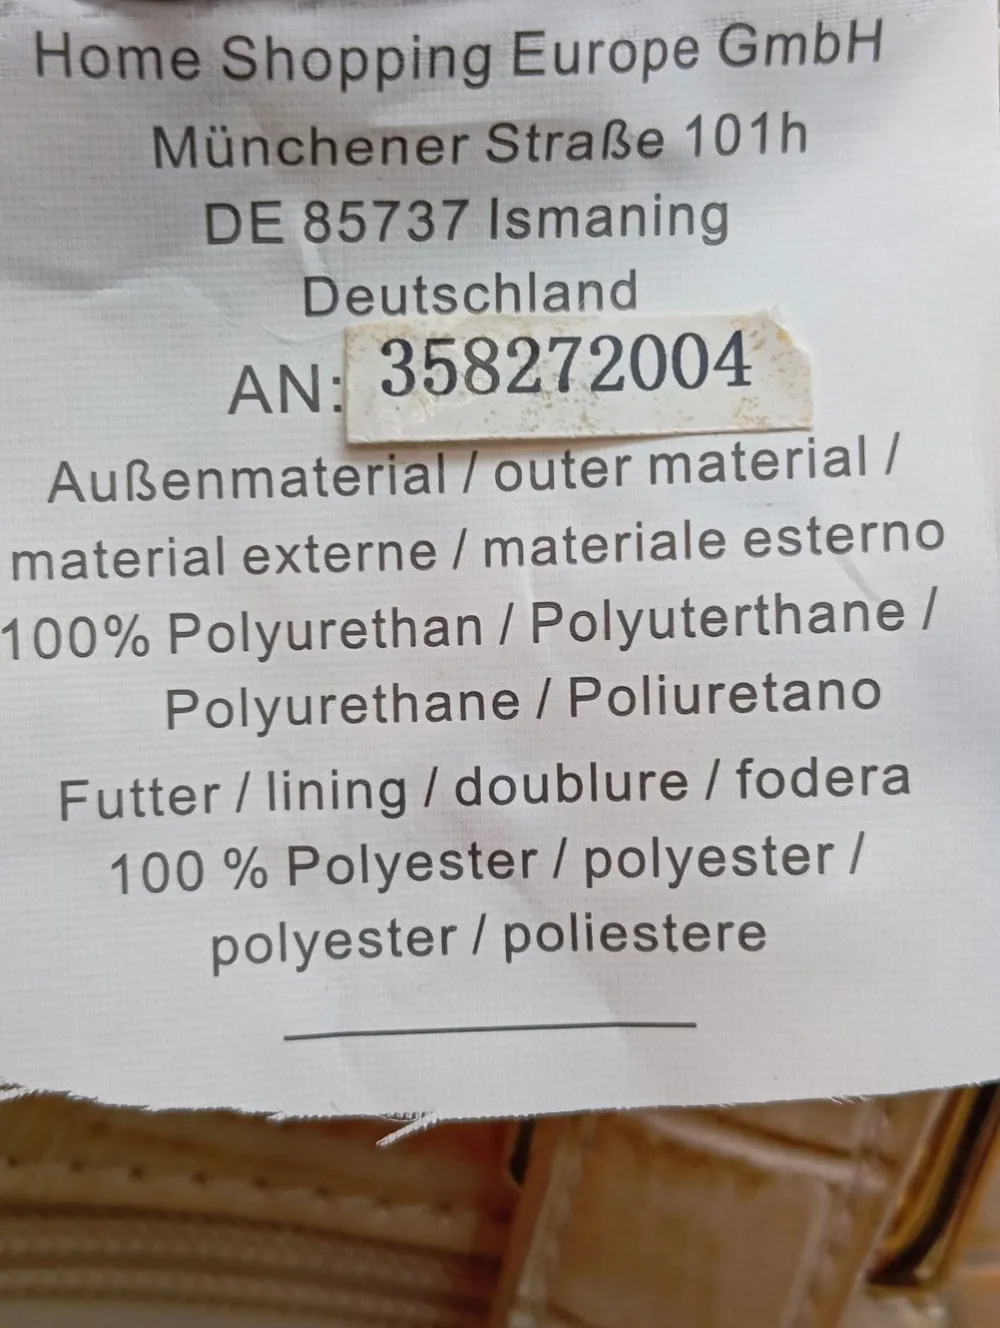 Home Shopping Europe GmbH
Münchener Straße 101h
DE 85737 Ismaning
Deutschland
AN: 358272004
Außenmaterial / outer material /
material externe / materiale esterno
100% Polyurethan / Polyuterthane /
Polyurethane / Poliuretano
Futter / lining / doublure / fodera
100 % Polyester / polyester /
polyester / poliestere